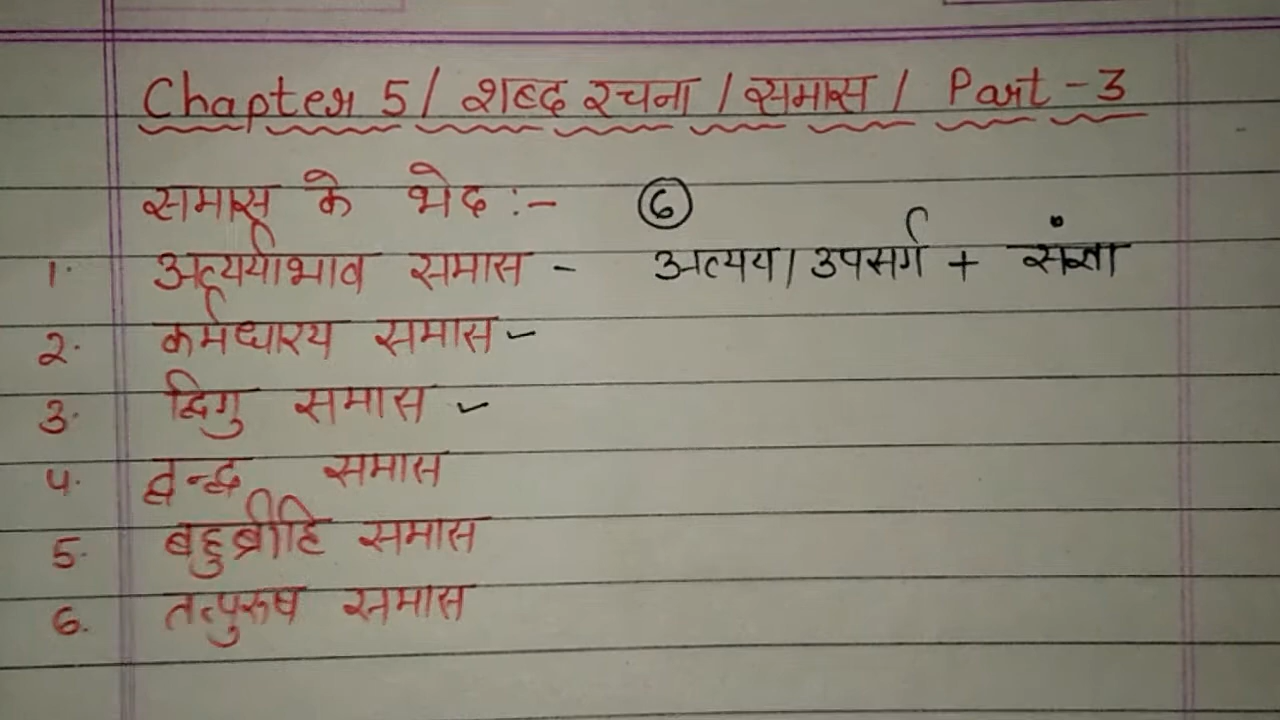 Chapter 5 / शब्द रचना / समास / Part - 3
समास के भेद :- ⑥
1. अव्ययीभाव समास - अव्यय / उपसर्ग + संज्ञा
2. कर्मधारय समास -
3. द्विगु समास -
4. द्वन्द्व समास
5. बहुब्रीहि समास
6. तत्पुरुष समास